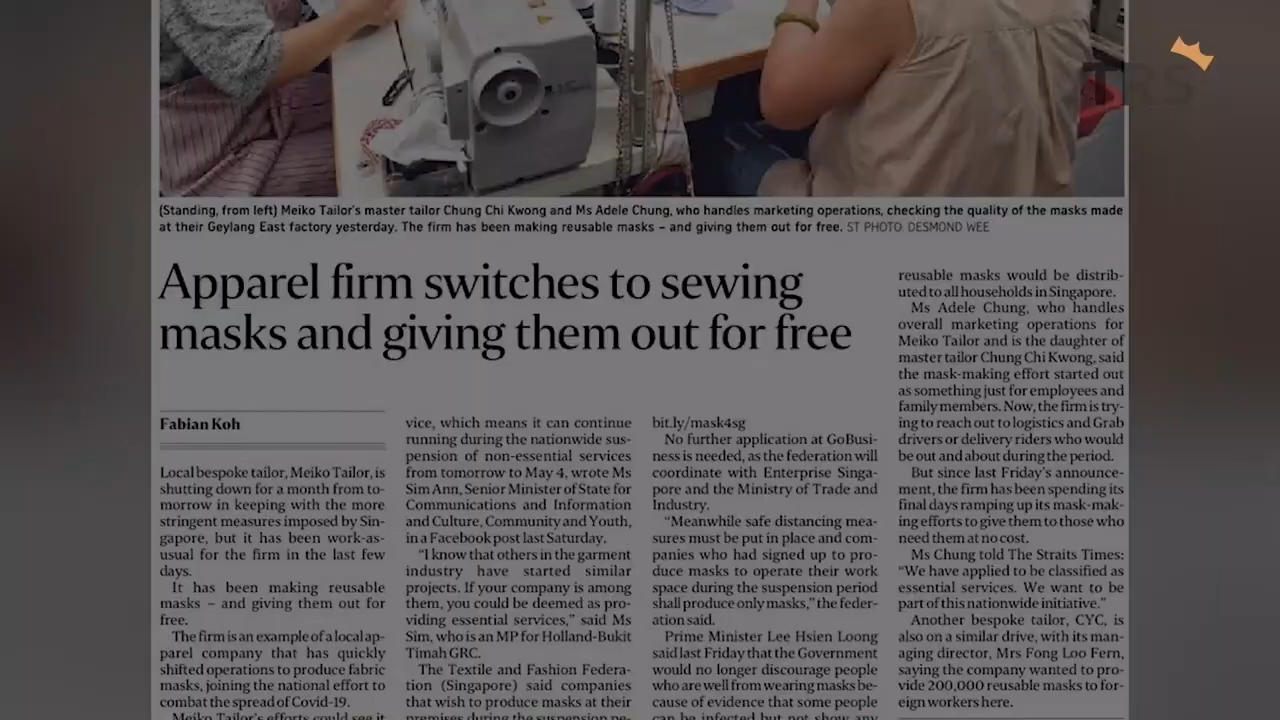 TRS
(Standing, from left) Meiko Tailor's master tailor Chung Chi Kwong and Ms Adele Chung, who handles marketing operations, checking the quality of the masks made
at their Geylang East factory yesterday. The firm has been making reusable masks – and giving them out for free. ST PHOTO: DESMOND WEE
Apparel firm switches to sewing
masks and giving them out for free
Fabian Koh
Local bespoke tailor, Meiko Tailor, is
shutting down for a month from to-
morrow in keeping with the more
stringent measures imposed by Sin-
gapore, but it has been work-as-
usual for the firm in the last few
days.
It has been making reusable
masks – and giving them out for
free.
The firm is an example of a local ap-
parel company that has quickly
shifted operations to produce fabric
masks, joining the national effort to
combat the spread of Covid-19.
Meiko Tailor's efforts could see it
vice, which means it can continue
running during the nationwide sus-
pension of non-essential services
from tomorrow to May 4, wrote Ms
Sim Ann, Senior Minister of State for
Communications and Information
and Culture, Community and Youth,
in a Facebook post last Saturday.
"I know that others in the garment
industry have started similar
projects. If your company is among
them, you could be deemed as pro-
viding essential services," said Ms
Sim, who is an MP for Holland-Bukit
Timah GRC.
The Textile and Fashion Federa-
tion (Singapore) said companies
that wish to produce masks at their
premises during the suspension pe-
bit.ly/mask4sg
No further application at GoBusi-
ness is needed, as the federation will
coordinate with Enterprise Singa-
pore and the Ministry of Trade and
Industry.
"Meanwhile safe distancing mea-
sures must be put in place and com-
panies who had signed up to pro-
duce masks to operate their work
space during the suspension period
shall produce only masks," the feder-
ation said.
Prime Minister Lee Hsien Loong
said last Friday that the Government
would no longer discourage people
who are well from wearing masks be-
cause of evidence that some people
can be infected but not show any
reusable masks would be distrib-
uted to all households in Singapore.
Ms Adele Chung, who handles
overall marketing operations for
Meiko Tailor and is the daughter of
master tailor Chung Chi Kwong, said
the mask-making effort started out
as something just for employees and
family members. Now, the firm is try-
ing to reach out to logistics and Grab
drivers or delivery riders who would
be out and about during the period.
But since last Friday's announce-
ment, the firm has been spending its
final days ramping up its mask-mak-
ing efforts to give them to those who
need them at no cost.
Ms Chung told The Straits Times:
"We have applied to be classified as
essential services. We want to be
part of this nationwide initiative."
Another bespoke tailor, CYC, is
also on a similar drive, with its man-
aging director, Mrs Fong Loo Fern,
saying the company wanted to pro-
vide 200,000 reusable masks to for-
eign workers here.